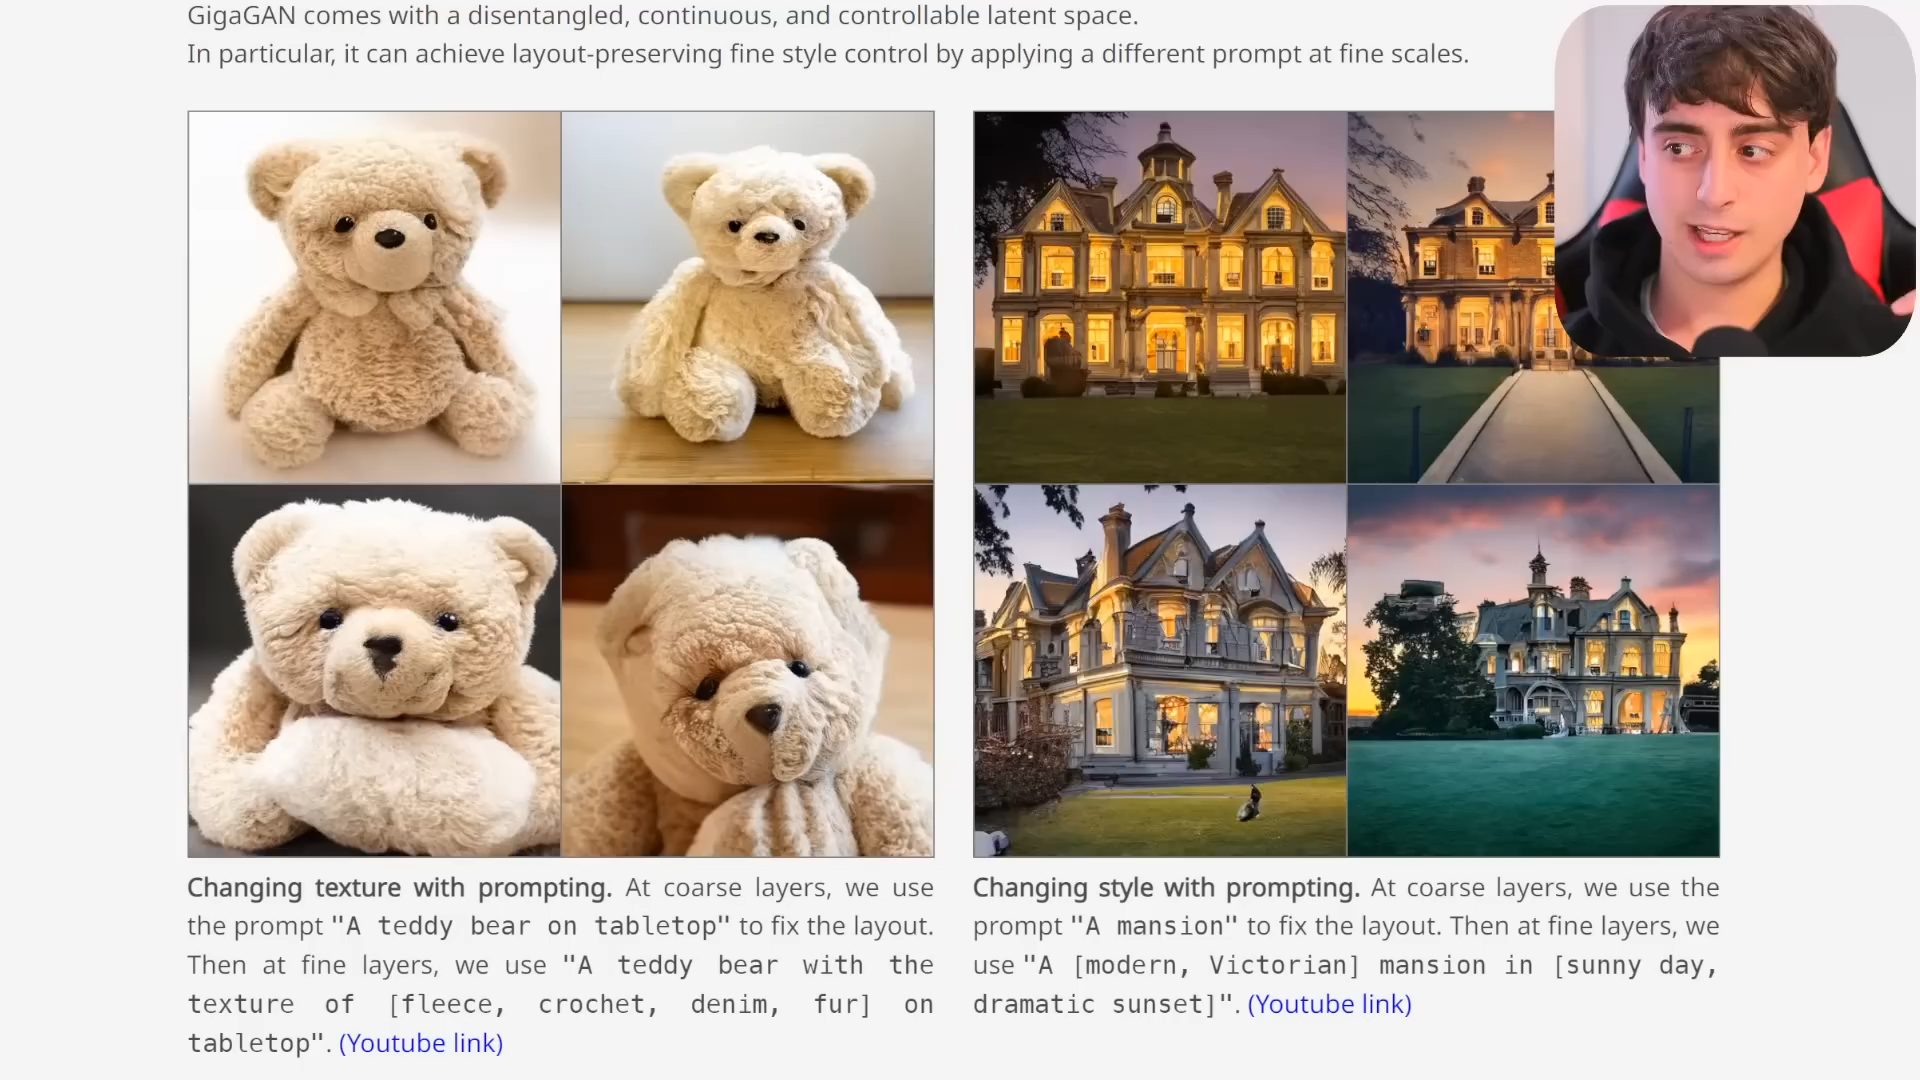 GigaGAN comes with a disentangled, continuous, and controllable latent space.
In particular, it can achieve layout-preserving fine style control by applying a different prompt at fine scales.
Changing texture with prompting. At coarse layers, we use
the prompt "A teddy bear on tabletop" to fix the layout.
Then at fine layers, we use "A teddy bear with the
texture of [fleece, crochet, denim, fur] on
tabletop". (Youtube link)
Changing style with prompting. At coarse layers, we use the
prompt "A mansion" to fix the layout. Then at fine layers, we
use "A [modern, Victorian] mansion in [sunny day,
dramatic sunset]". (Youtube link)